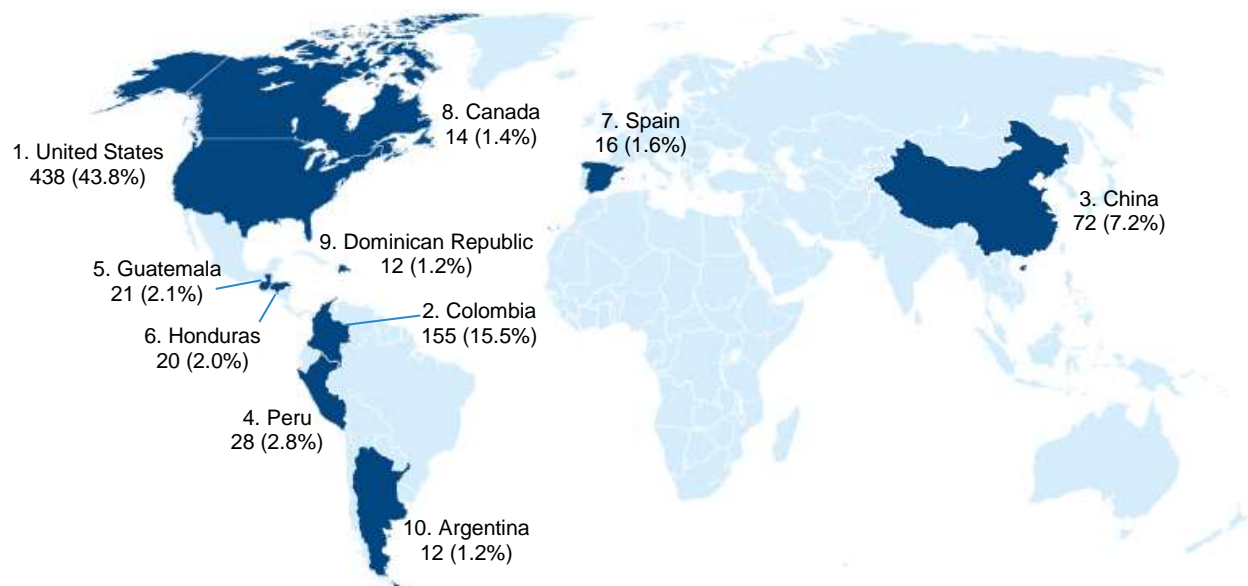 1. United States
438 (43.8%)
8. Canada
14 (1.4%)
7. Spain
16 (1.6%)
3. China
72 (7.2%)
9. Dominican Republic
12 (1.2%)
5. Guatemala
21 (2.1%)
2. Colombia
155 (15.5%)
6. Honduras
20 (2.0%)
4. Peru
28 (2.8%)
10. Argentina
12 (1.2%)